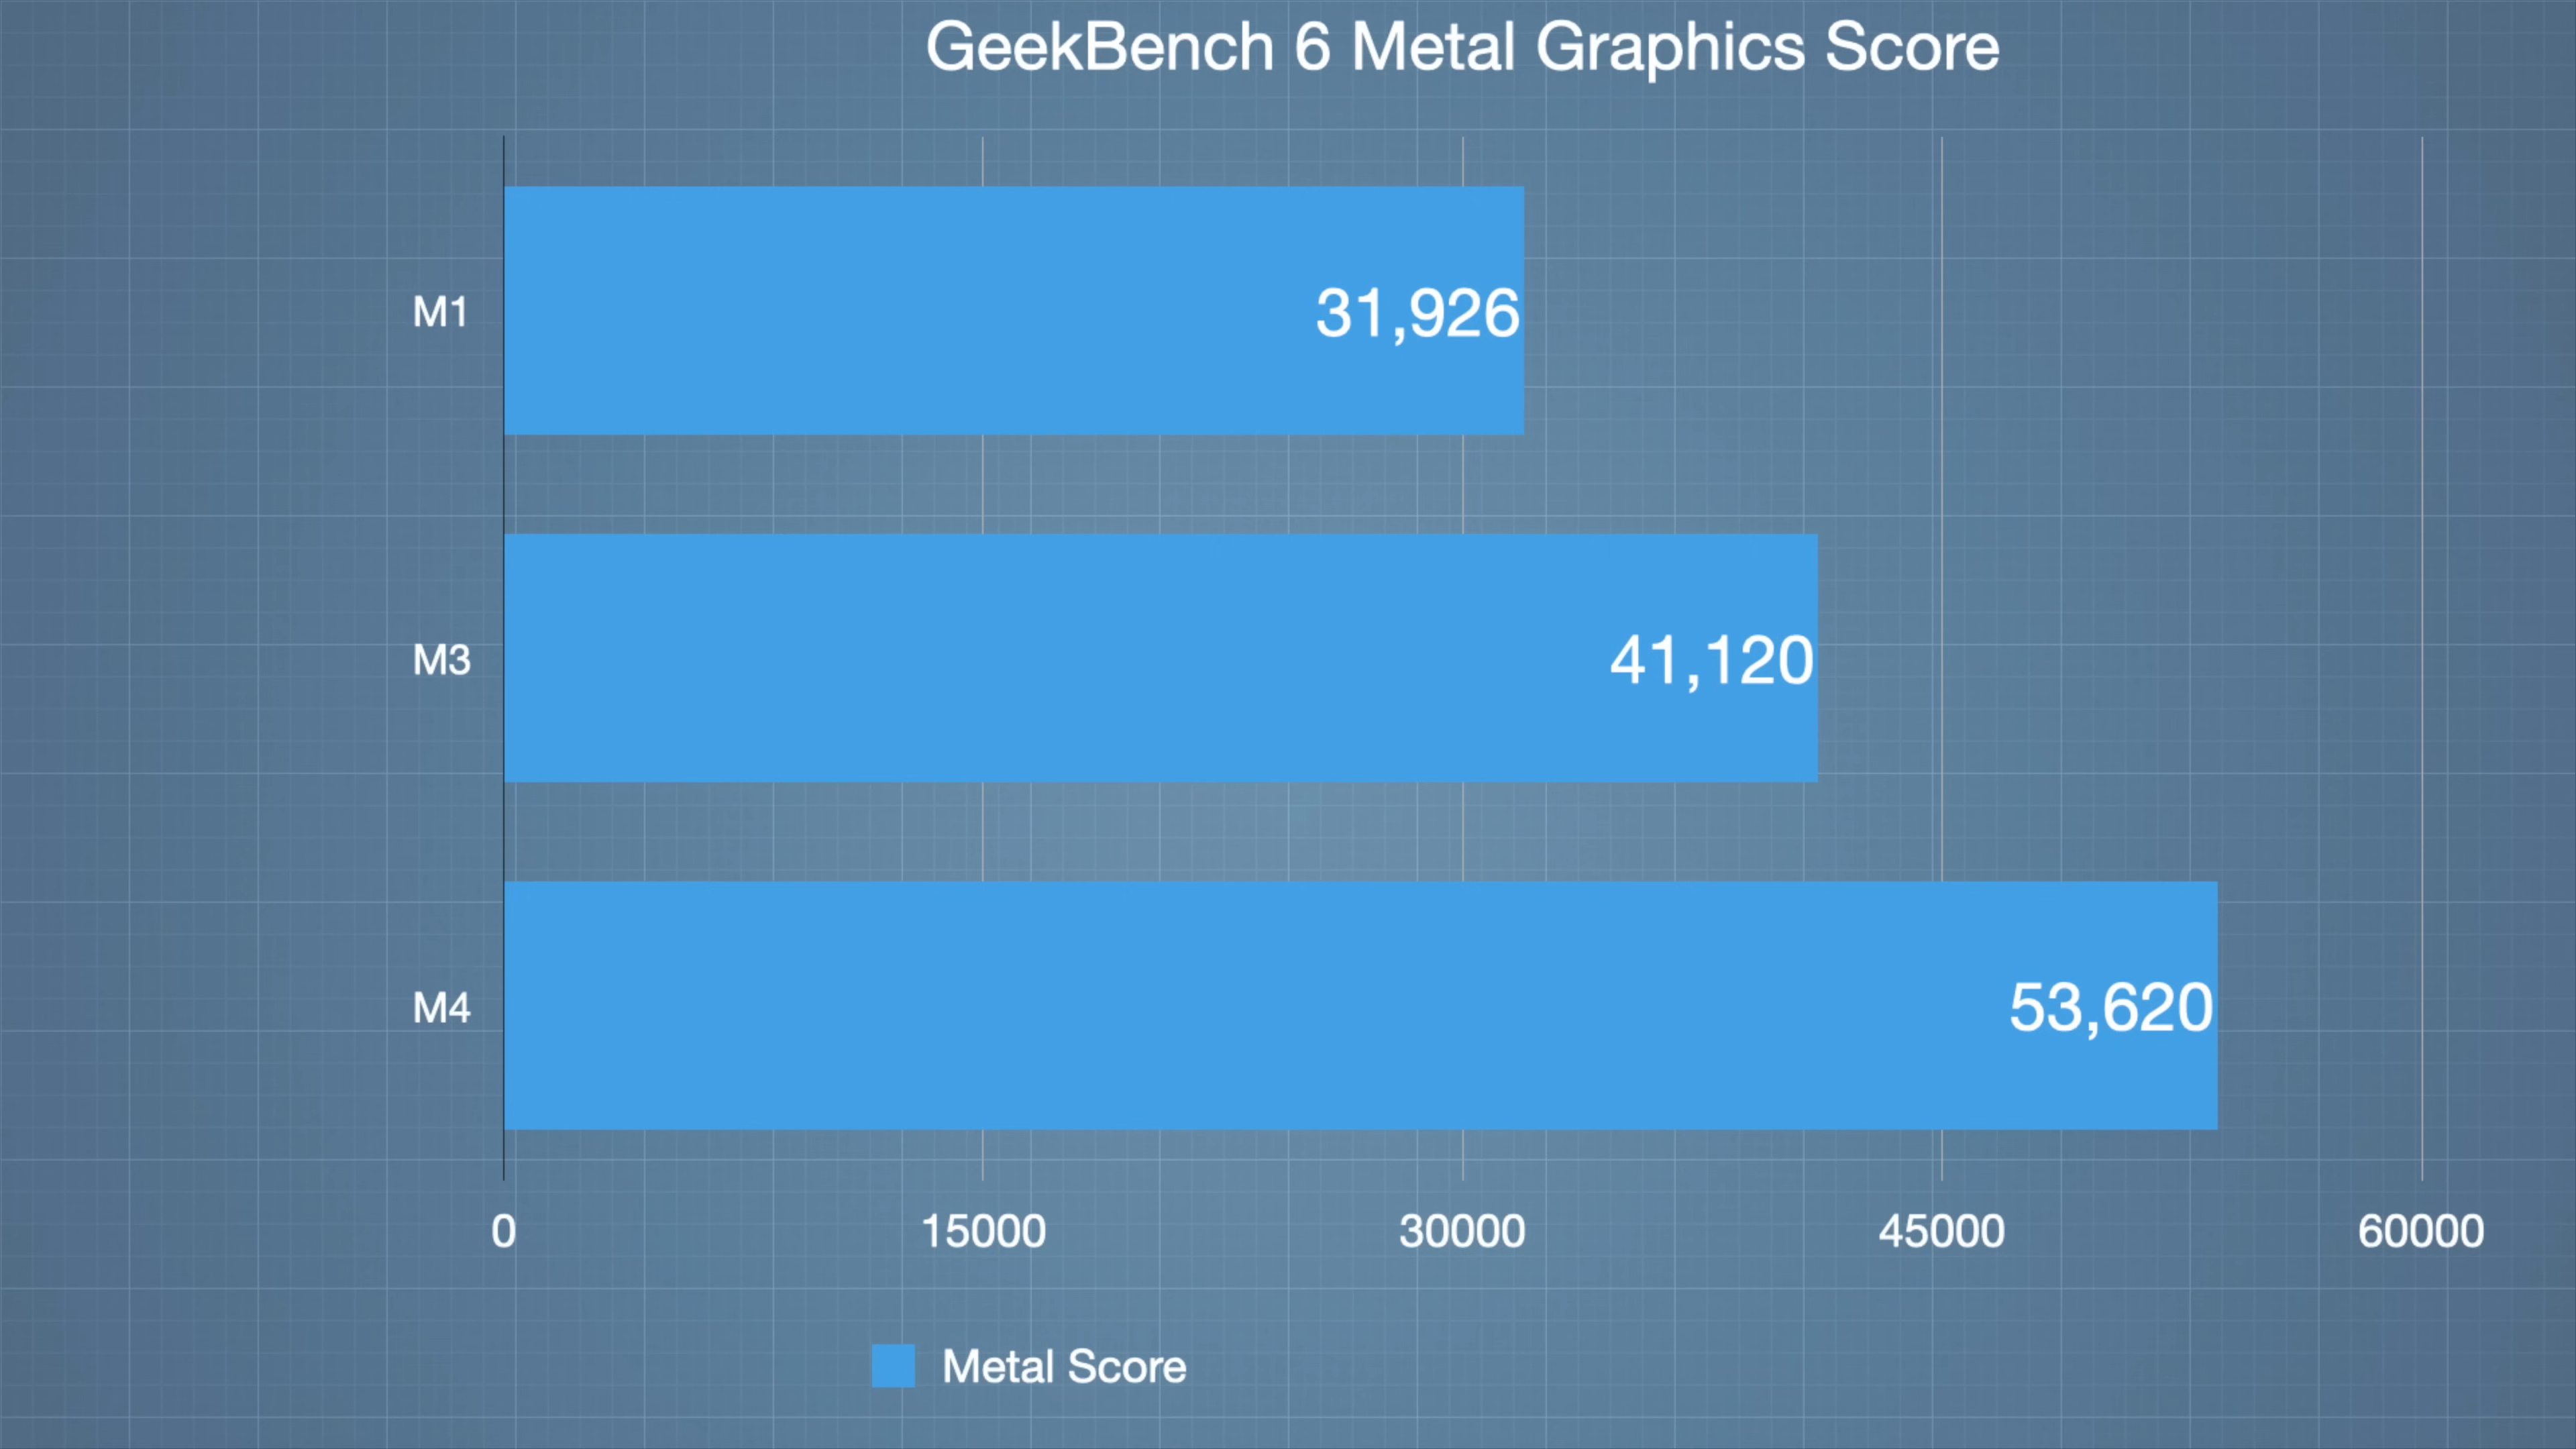 GeekBench 6 Metal Graphics Score
M1
31,926
M3
41,120
M4
53,620
0 15000 30000 45000 60000
Metal Score